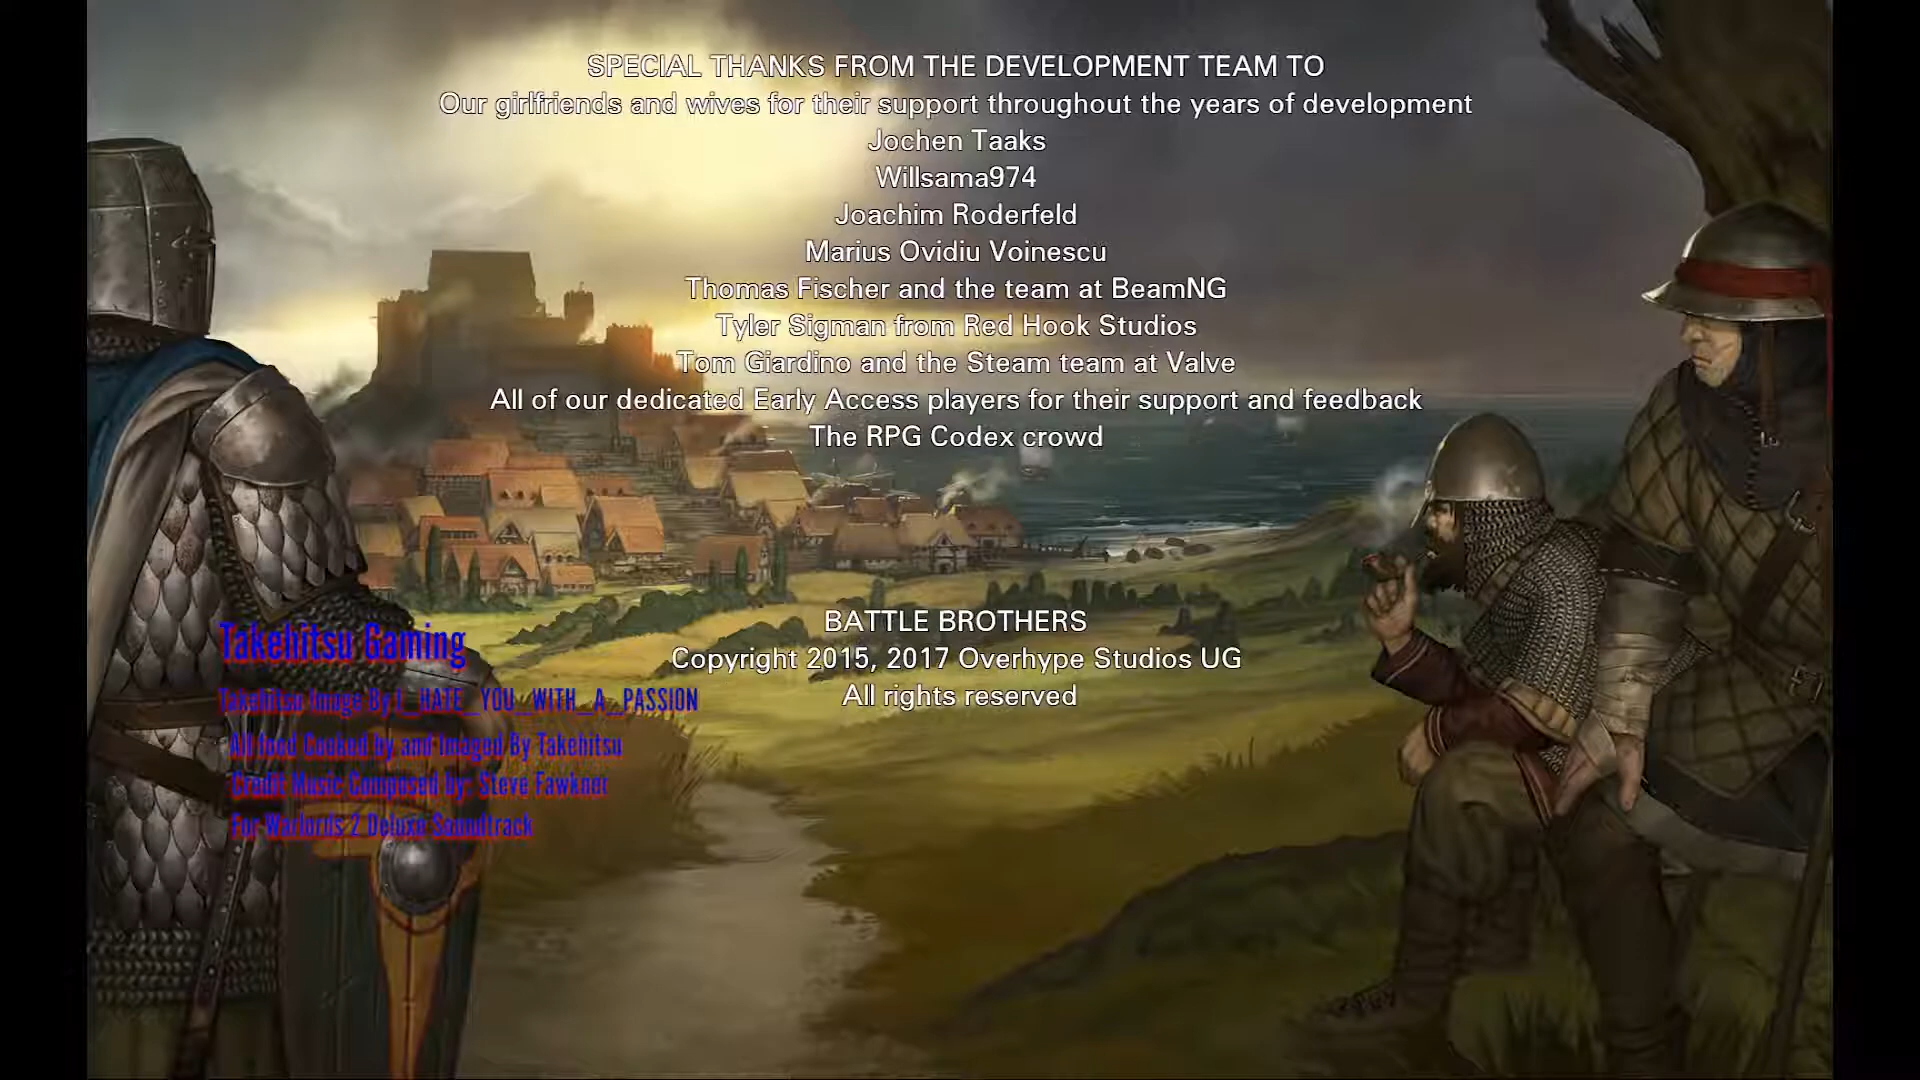 SPECIAL THANKS FROM THE DEVELOPMENT TEAM TO
Our girlfriends and wives for their support throughout the years of development
Jochen Taaks
Willsama974
Joachim Roderfeld
Marius Ovidiu Voinescu
Thomas Fischer and the team at BeamNG
Tyler Sigman from Red Hook Studios
Tom Giardino and the Steam team at Valve
All of our dedicated Early Access players for their support and feedback
The RPG Codex crowd
BATTLE BROTHERS
Copyright 2015, 2017 Overhype Studios UG
All rights reserved
Takehitsu Gaming
Takehitsu Image By I_HATE_YOU_WITH_A_PASSION
All food Cooked by and Imaged By Takehitsu
Credit Music Composed by: Steve Fawkner
For Warlords 2 Deluxe Soundtrack